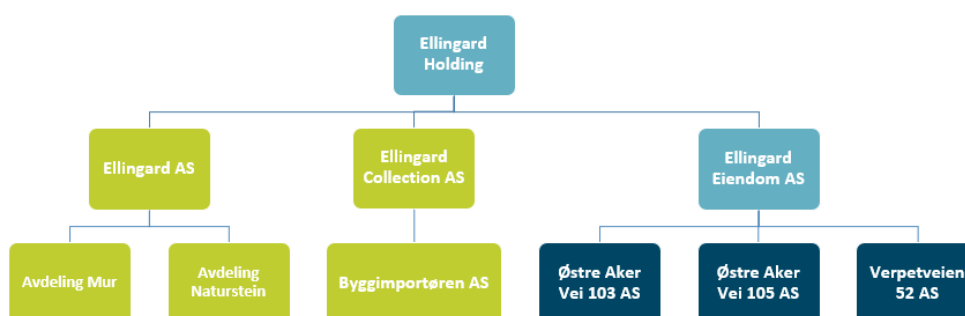 Ellingard
Holding
Ellingard AS
Ellingard
Collection AS
Ellingard
Eiendom AS
Avdeling Mur
Avdeling
Naturstein
Byggimportøren AS
Østre Aker
Vei 103 AS
Østre Aker
Vei 105 AS
Verpetveien
52 AS